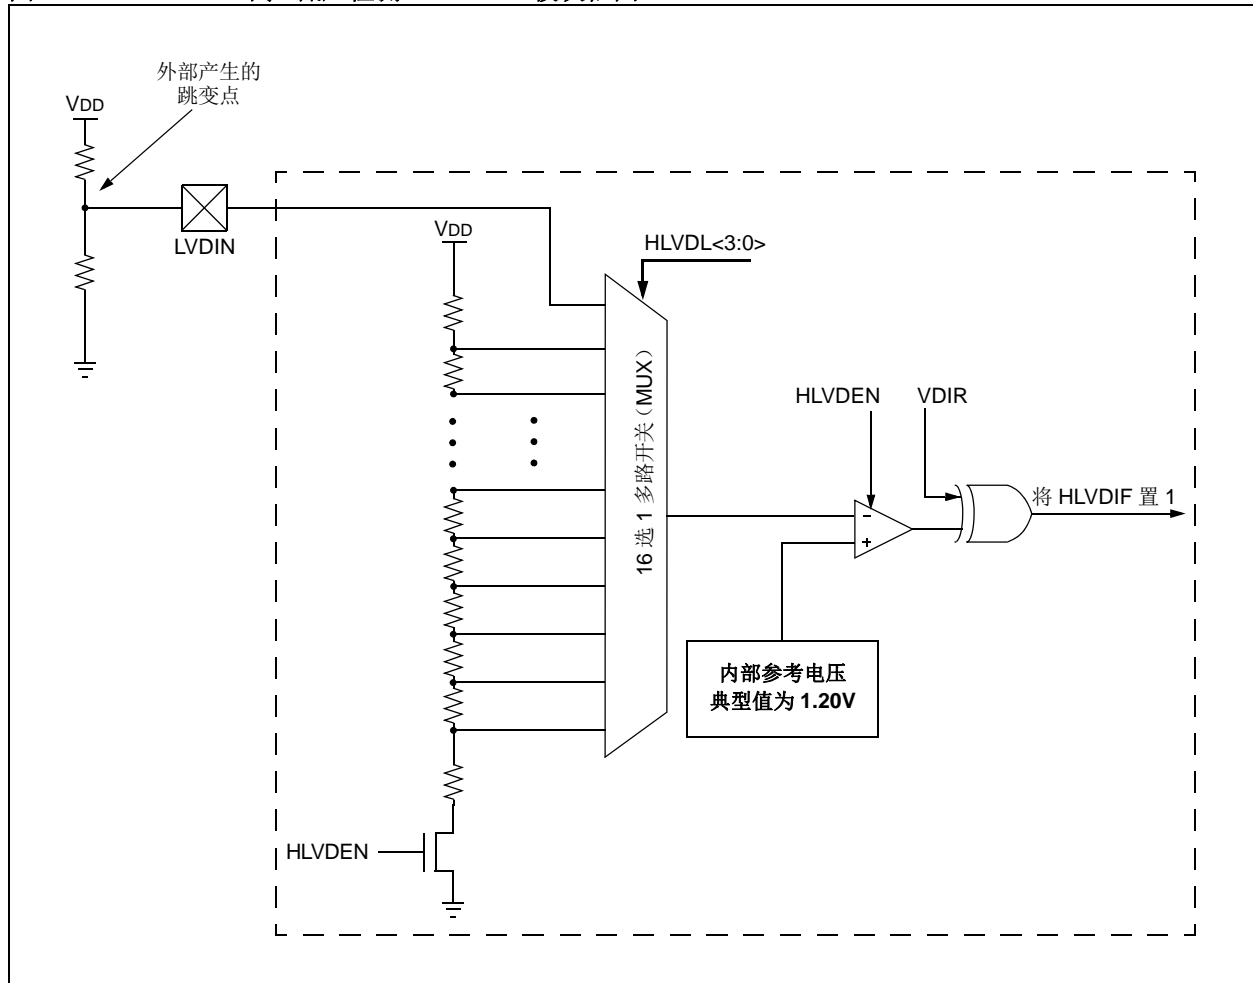 外部产生的
跳变点
VDD
LVDIN
VDD
HLVDL<3:0>
16 选 1 多路开关（MUX）
HLVDEN
VDIR
将 HLVDIF 置 1
-
+
内部参考电压
典型值为 1.20V
HLVDEN